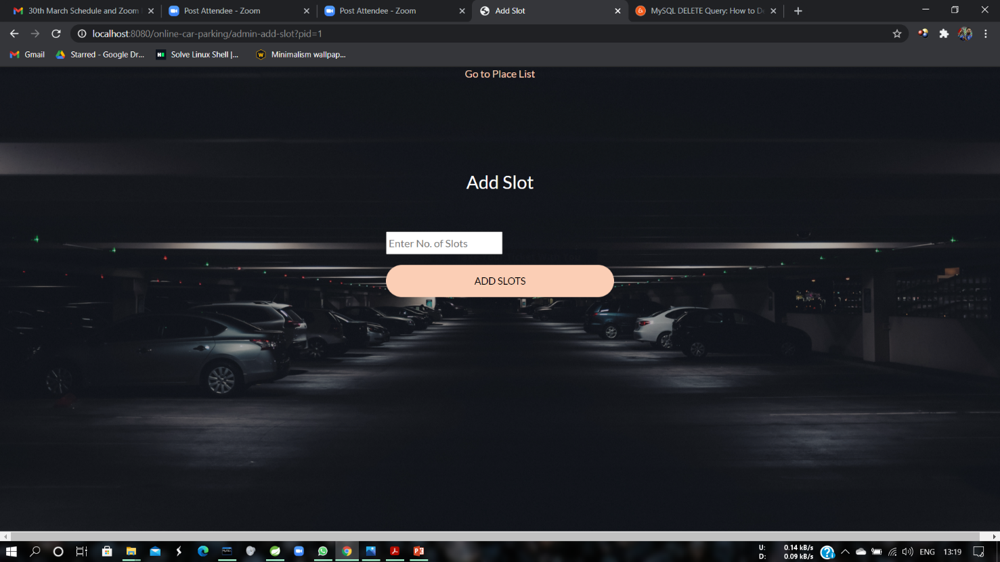 30th March Schedule and Zoom
Post Attendee - Zoom
Post Attendee - Zoom
Add Slot
MySQL DELETE Query: How to De
localhost:8080/online-car-parking/admin-add-slot?pid=1
Gmail
Starred - Google Dr...
Solve Linux Shell |...
Minimalism wallpap...
Go to Place List
Add Slot
Enter No. of Slots
ADD SLOTS
U: 0.14 kB/s
D: 0.09 kB/s
ENG
13:19